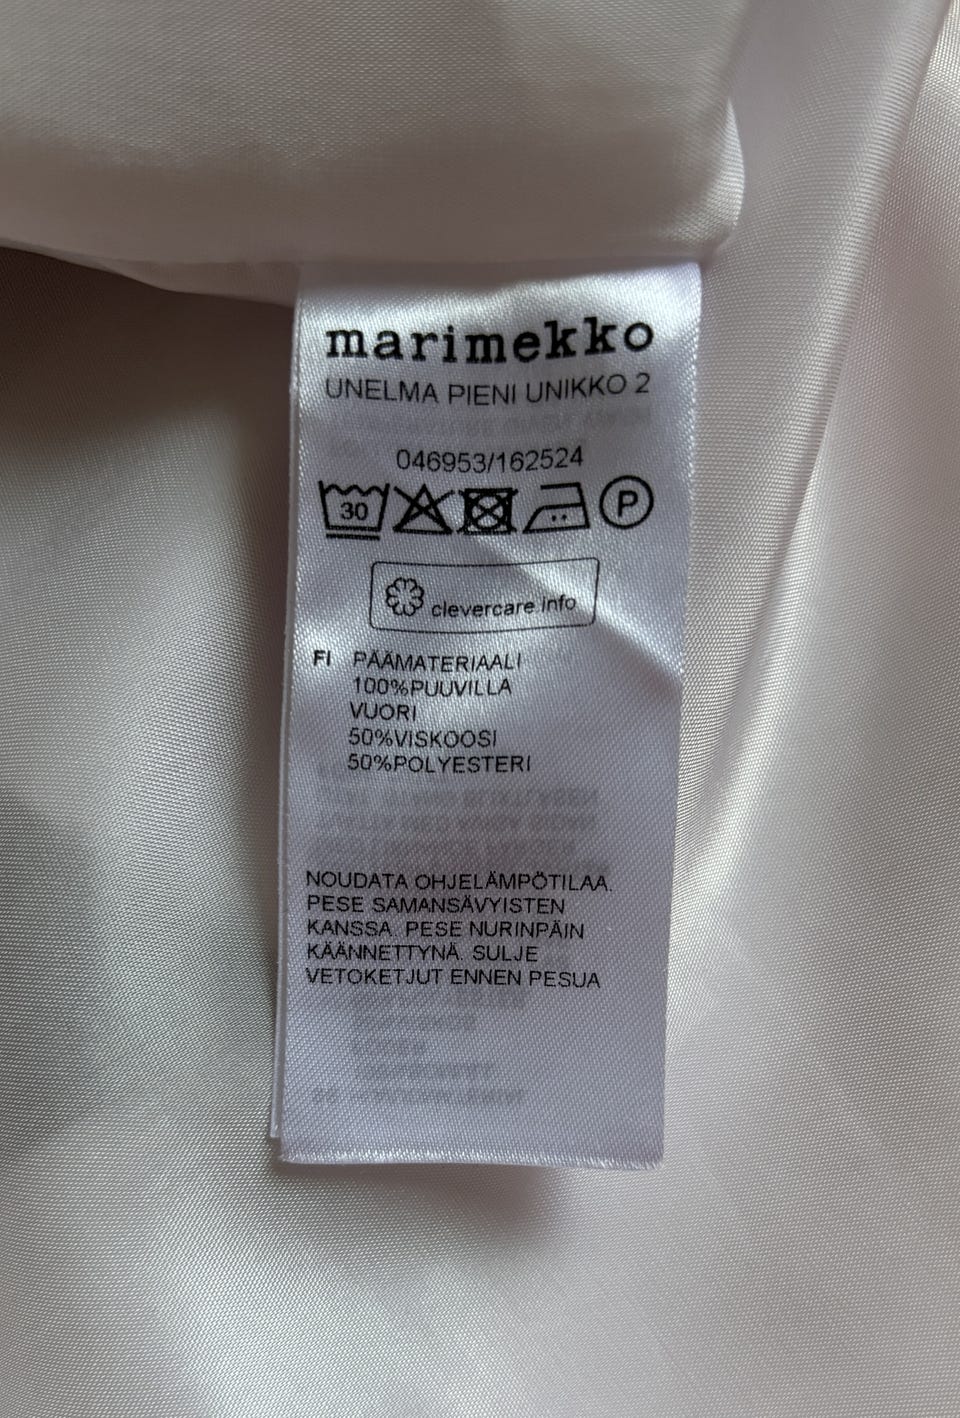 marimekko
UNELMA PIENI UNIKKO 2
046953/162524
30
P
clevercare.info
FI PÄÄMATERIAALI
100%PUUVILLA
VUORI
50%VISKOOSI
50%POLYESTERI
NOUDATA OHJELÄMPÖTILAA.
PESE SAMANSÄVYISTEN
KANSSA. PESE NURINPÄIN
KÄÄNNETTYNÄ. SULJE
VETOKETJUT ENNEN PESUA